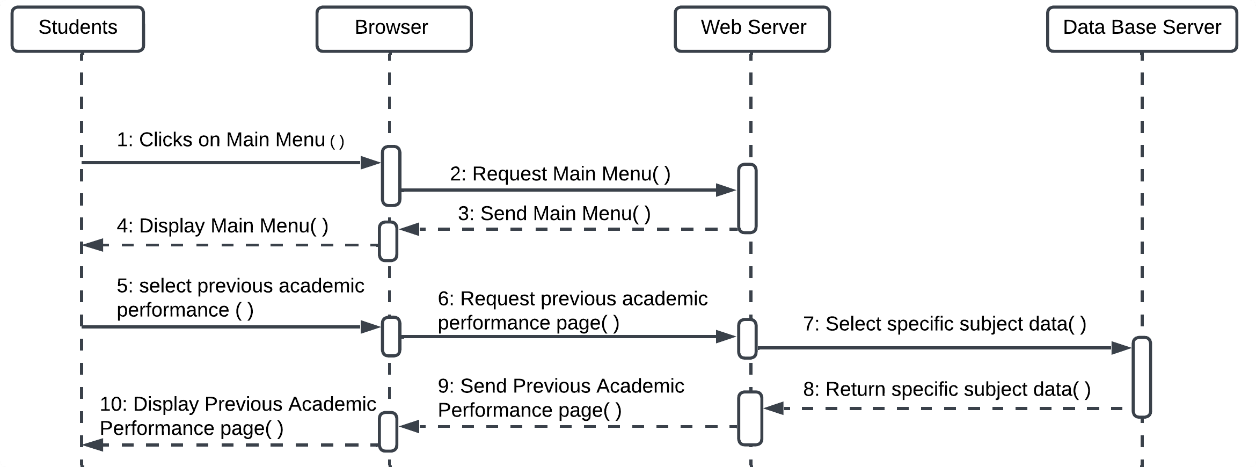 Students
Browser
Web Server
Data Base Server
1: Clicks on Main Menu ( )
2: Request Main Menu( )
3: Send Main Menu( )
4: Display Main Menu( )
5: select previous academic
performance ( )
6: Request previous academic
performance page( )
7: Select specific subject data( )
8: Return specific subject data( )
9: Send Previous Academic
Performance page( )
10: Display Previous Academic
Performance page( )